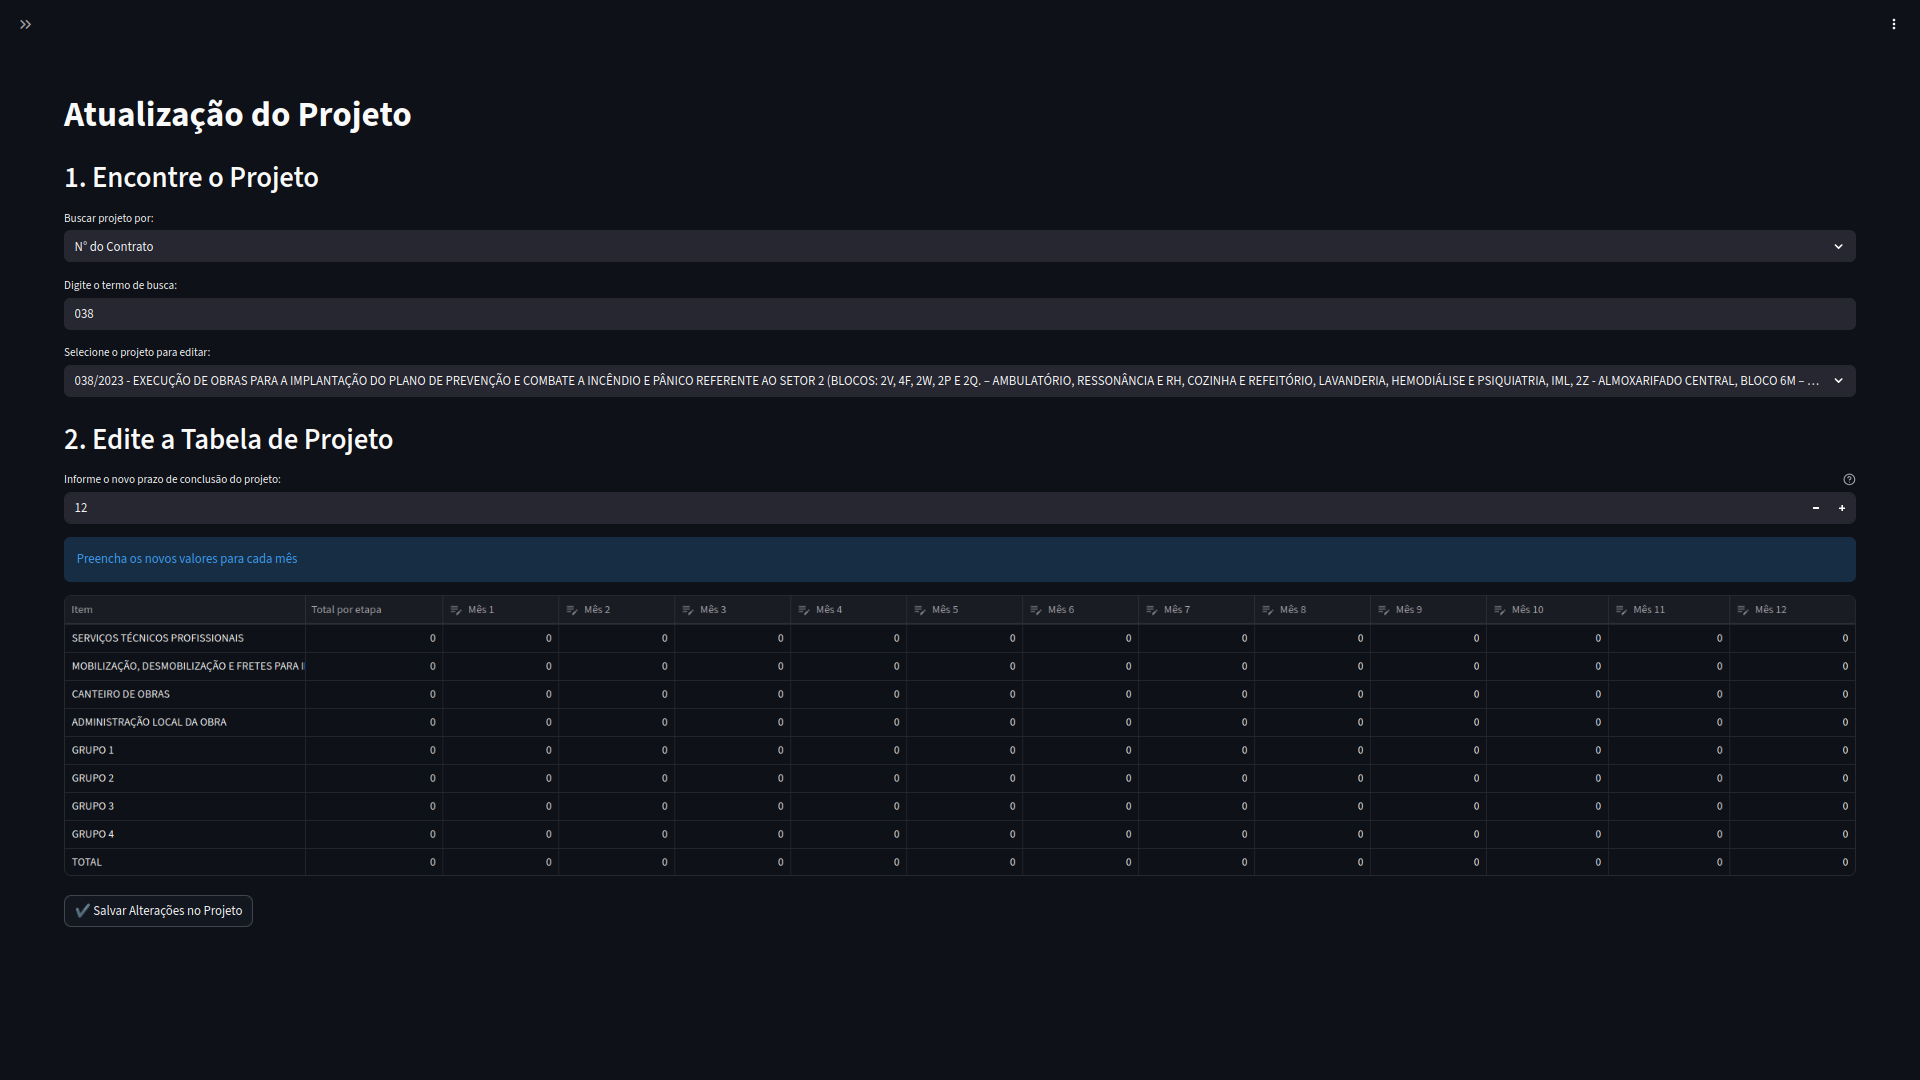 Atualização do Projeto
1. Encontre o Projeto
Buscar projeto por:
N° do Contrato
Digite o termo de busca:
038
Selecione o projeto para editar:
038/2023 - EXECUÇÃO DE OBRAS PARA A IMPLANTAÇÃO DO PLANO DE PREVENÇÃO E COMBATE A INCÊNDIO E PÂNICO REFERENTE AO SETOR 2 (BLOCOS: 2V, 4F, 2W, 2P E 2Q. – AMBULATÓRIO, RESSONÂNCIA E RH, COZINHA E REFEITÓRIO, LAVANDERIA, HEMODIÁLISE E PSIQUIATRIA, IML, 2Z - ALMOXARIFADO CENTRAL, BLOCO 6M – ...
2. Edite a Tabela de Projeto
Informe o novo prazo de conclusão do projeto:
12
Preencha os novos valores para cada mês
Item Total por etapa Mês 1 Mês 2 Mês 3 Mês 4 Mês 5 Mês 6 Mês 7 Mês 8 Mês 9 Mês 10 Mês 11 Mês 12
SERVIÇOS TÉCNICOS PROFISSIONAIS 0 0 0 0 0 0 0 0 0 0 0 0 0
MOBILIZAÇÃO, DESMOBILIZAÇÃO E FRETES PARA I 0 0 0 0 0 0 0 0 0 0 0 0 0
CANTEIRO DE OBRAS 0 0 0 0 0 0 0 0 0 0 0 0 0
ADMINISTRAÇÃO LOCAL DA OBRA 0 0 0 0 0 0 0 0 0 0 0 0 0
GRUPO 1 0 0 0 0 0 0 0 0 0 0 0 0 0
GRUPO 2 0 0 0 0 0 0 0 0 0 0 0 0 0
GRUPO 3 0 0 0 0 0 0 0 0 0 0 0 0 0
GRUPO 4 0 0 0 0 0 0 0 0 0 0 0 0 0
TOTAL 0 0 0 0 0 0 0 0 0 0 0 0 0
✔️ Salvar Alterações no Projeto